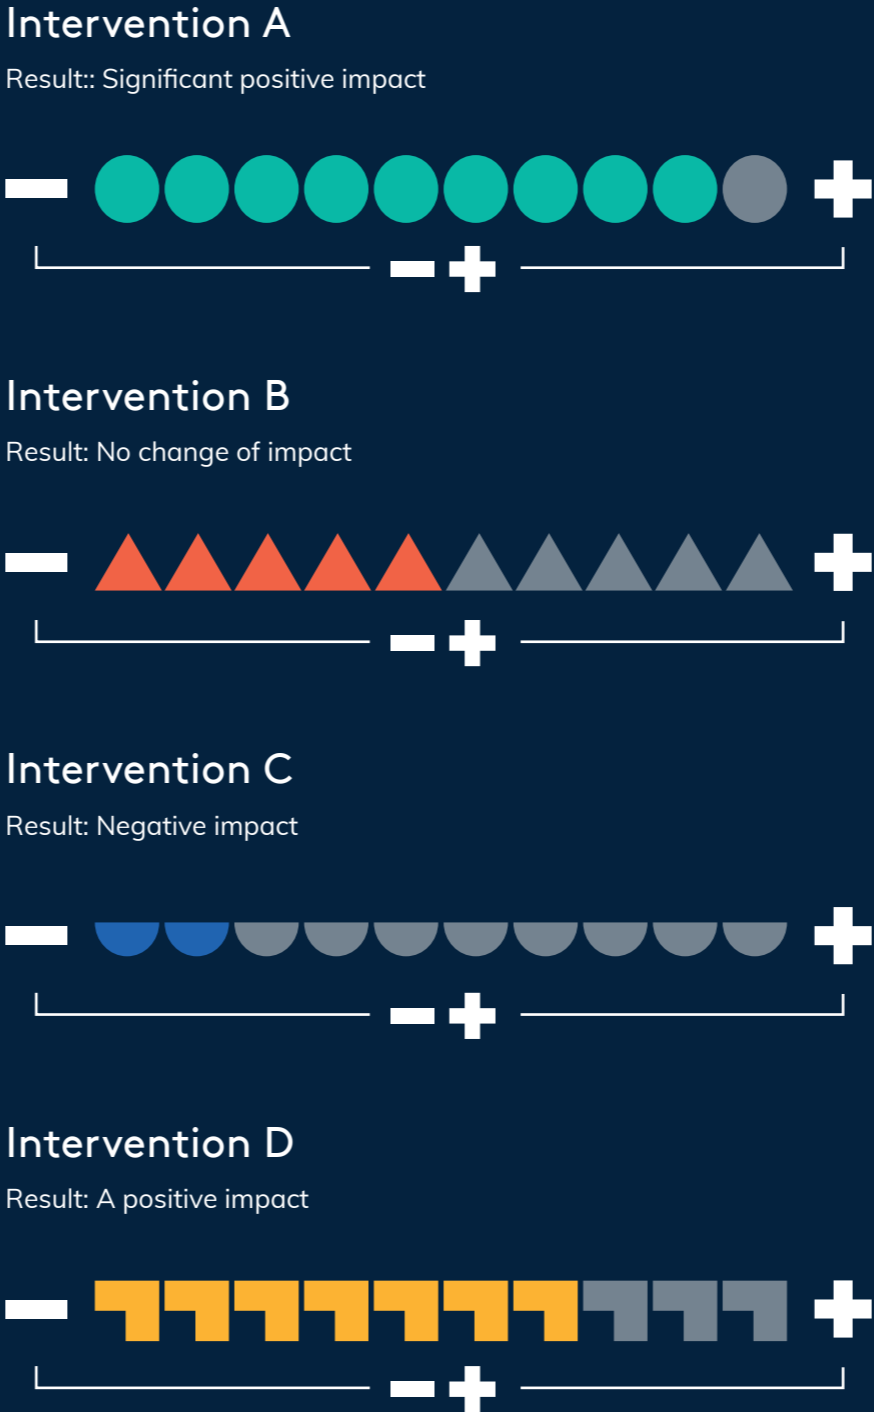 Intervention A
Result:: Significant positive impact
Intervention B
Result: No change of impact
Intervention C
Result: Negative impact
Intervention D
Result: A positive impact